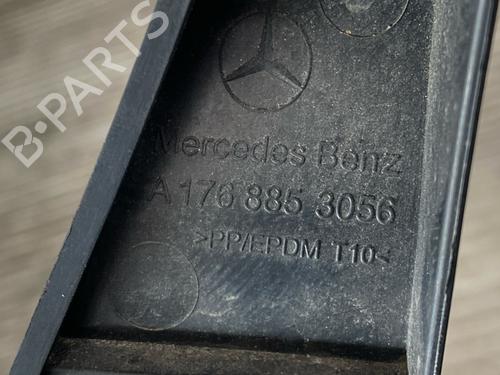 B-PARTS
Mercedes Benz
A 176 885 3056
>PP/EPDM T10<